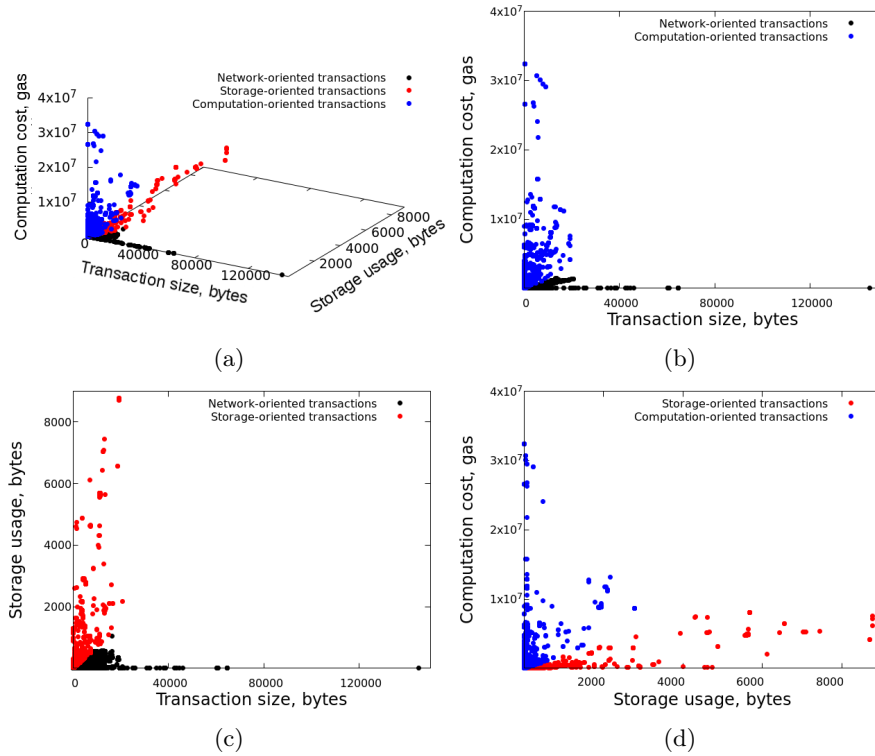 Network-oriented transactions
Storage-oriented transactions
Computation-oriented transactions
Computation cost, gas
4x10^7
3x10^7
2x10^7
1x10^7
0
40000
80000
120000
Transaction size, bytes
2000
4000
6000
8000
Storage usage, bytes
(a)
Network-oriented transactions
Computation-oriented transactions
Computation cost, gas
4x10^7
3x10^7
2x10^7
1x10^7
0
40000
80000
120000
Transaction size, bytes
(b)
Network-oriented transactions
Storage-oriented transactions
Storage usage, bytes
8000
6000
4000
2000
0
40000
80000
120000
Transaction size, bytes
(c)
Storage-oriented transactions
Computation-oriented transactions
Computation cost, gas
4x10^7
3x10^7
2x10^7
1x10^7
2000
4000
6000
8000
Storage usage, bytes
(d)